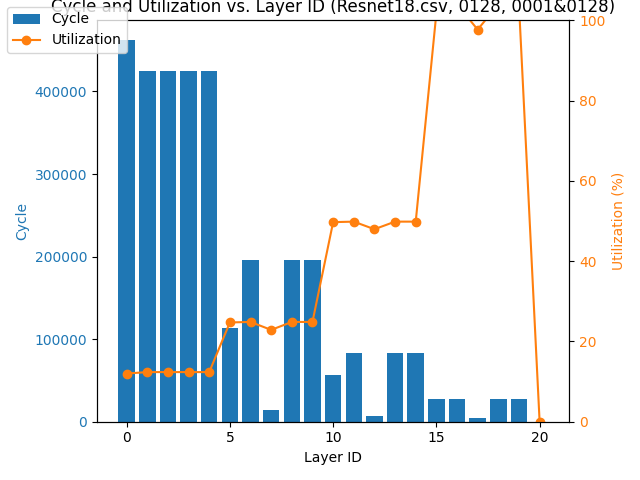 Cycle and Utilization vs. Layer ID (Resnet18.csv, 0128, 0001&0128)
Cycle
Utilization
400000
300000
200000
100000
0
Cycle
100
80
60
40
20
0
Utilization (%)
0 5 10 15 20
Layer ID